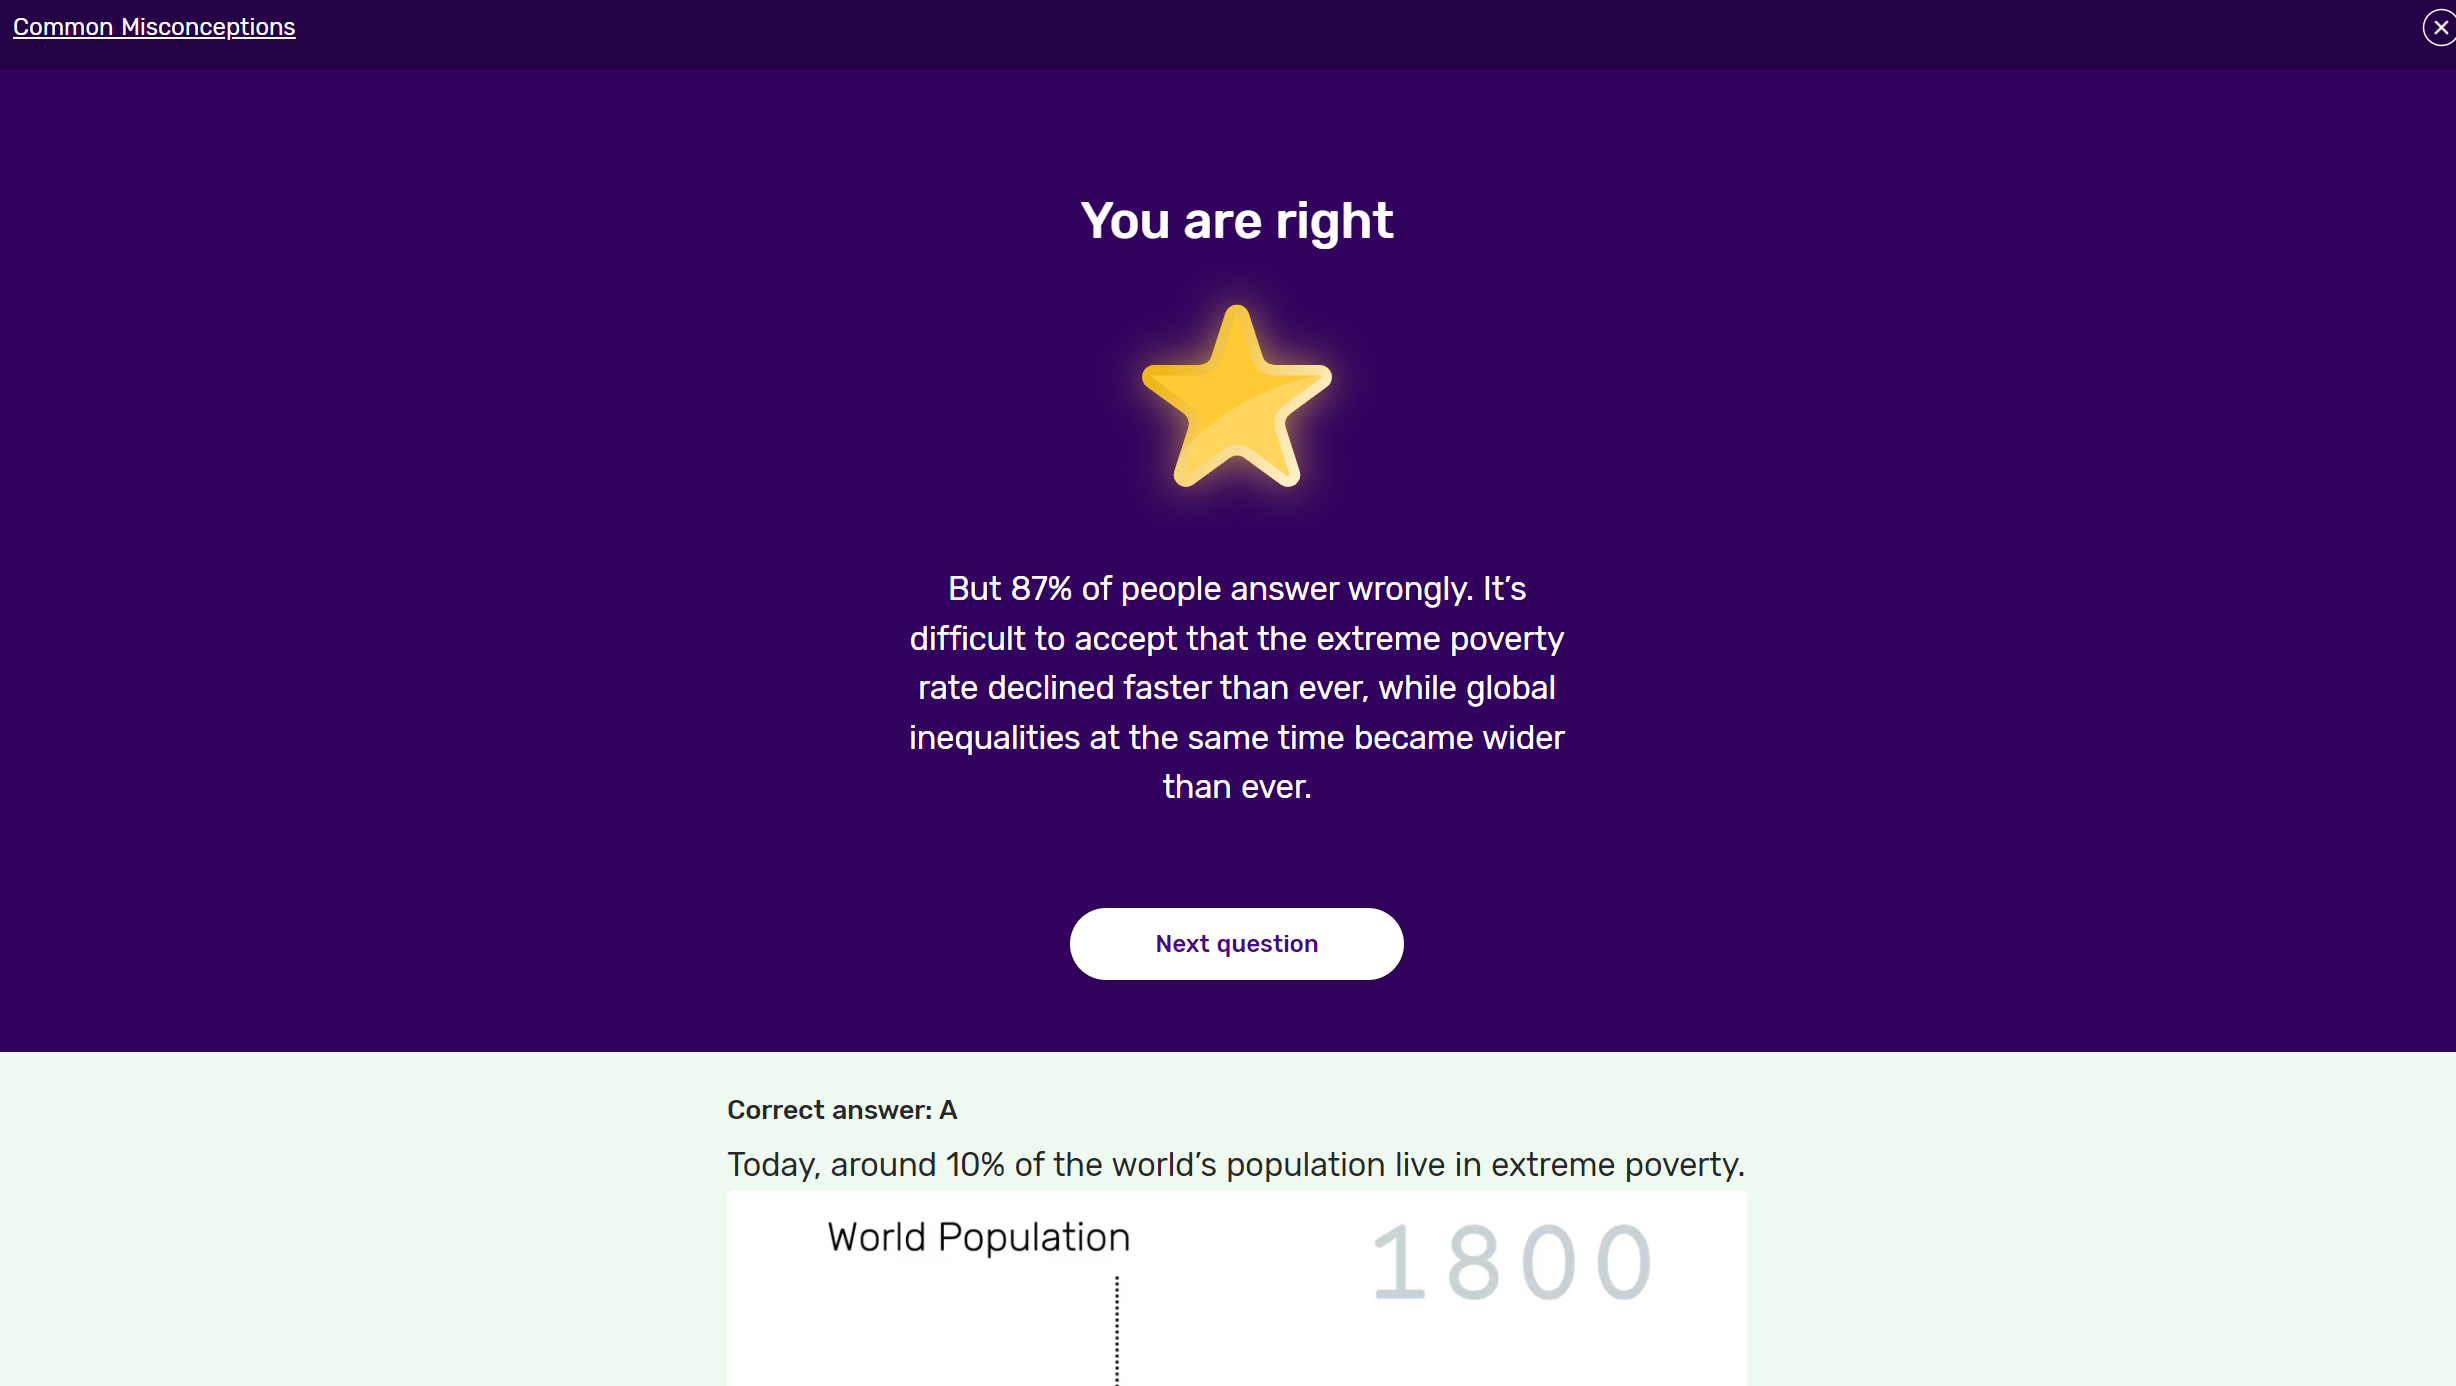 Common Misconceptions
You are right
But 87% of people answer wrongly. It’s
difficult to accept that the extreme poverty
rate declined faster than ever, while global
inequalities at the same time became wider
than ever.
Next question
Correct answer: A
Today, around 10% of the world’s population live in extreme poverty.
World Population
1800